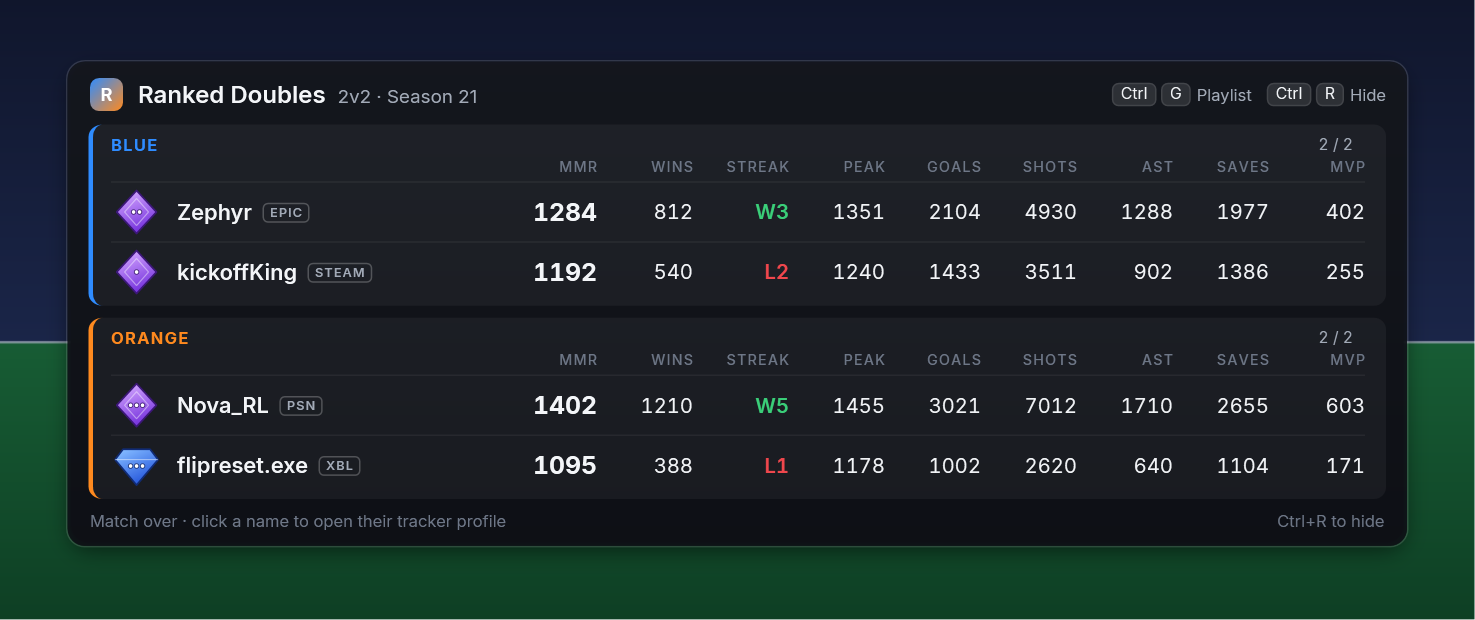 R Ranked Doubles 2v2 · Season 21 Ctrl G Playlist Ctrl R Hide
BLUE 2 / 2
MMR WINS STREAK PEAK GOALS SHOTS AST SAVES MVP
Zephyr EPIC 1284 812 W3 1351 2104 4930 1288 1977 402
kickoffKing STEAM 1192 540 L2 1240 1433 3511 902 1386 255
ORANGE 2 / 2
MMR WINS STREAK PEAK GOALS SHOTS AST SAVES MVP
Nova_RL PSN 1402 1210 W5 1455 3021 7012 1710 2655 603
flipreset.exe XBL 1095 388 L1 1178 1002 2620 640 1104 171
Match over · click a name to open their tracker profile Ctrl+R to hide